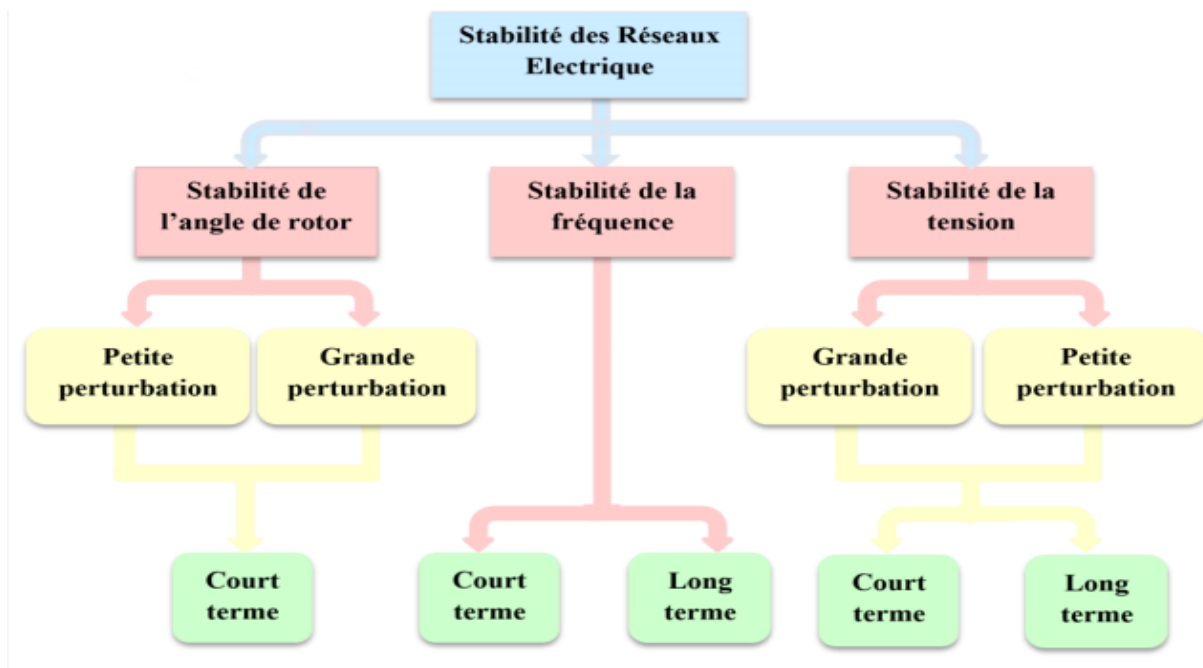 Stabilité des Réseaux
Electrique
Stabilité de
l'angle de rotor
Stabilité de la
fréquence
Stabilité de la
tension
Petite
perturbation
Grande
perturbation
Grande
perturbation
Petite
perturbation
Court
terme
Court
terme
Long
terme
Court
terme
Long
terme